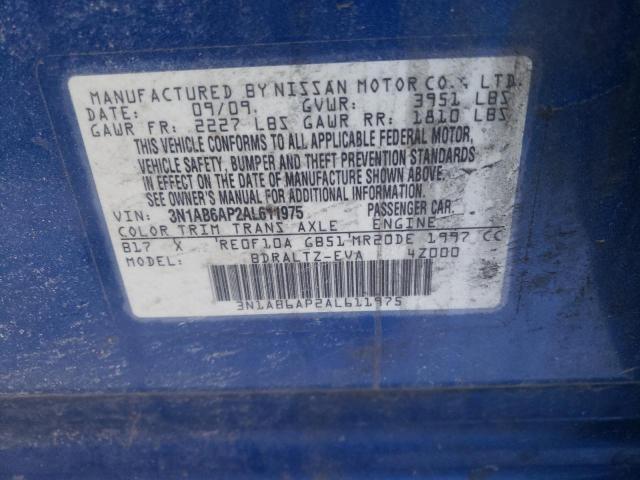 MANUFACTURED BY NISSAN MOTOR CO., LTD.
DATE: 09/09. GVWR: 3951 LBS
GAWR FR: 2227 LBS GAWR RR: 1810 LBS
THIS VEHICLE CONFORMS TO ALL APPLICABLE FEDERAL MOTOR,
VEHICLE SAFETY, BUMPER AND THEFT PREVENTION STANDARDS
IN EFFECT ON THE DATE OF MANUFACTURE SHOWN ABOVE.
SEE OWNER'S MANUAL FOR ADDITIONAL INFORMATION.
VIN: 3N1AB6AP2AL611975 PASSENGER CAR.
COLOR TRIM TRANS AXLE ENGINE
B17 X RE0F10A GB51 MR20DE 1997 CC
BDRALTZ-EVA 4Z000
3N1AB6AP2AL611975